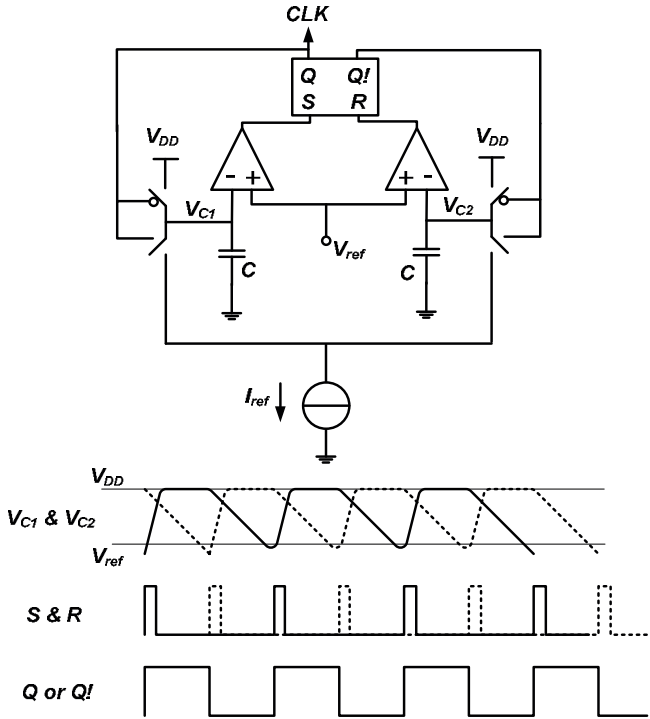 CLK
Q Q!
S R
V_DD V_DD
- + + -
V_C1 V_C2
V_ref
C C
I_ref
V_DD
V_C1 & V_C2
V_ref
S & R
Q or Q!